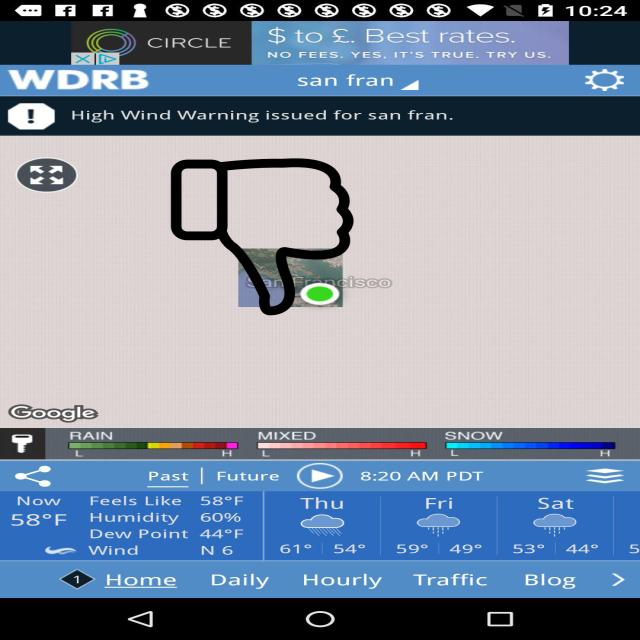 10:24
CIRCLE
$ to £. Best rates.
NO FEES. YES, IT'S TRUE. TRY US.
WDRB
san fran
High Wind Warning issued for san fran.
San Francisco
Google
RAIN
L H
MIXED
L H
SNOW
L H
Past | Future
8:20 AM PDT
Now
58°F
Feels Like 58°F
Humidity 60%
Dew Point 44°F
Wind N 6
Thu
61° 54°
Fri
59° 49°
Sat
53° 44°
5
1
Home
Daily
Hourly
Traffic
Blog